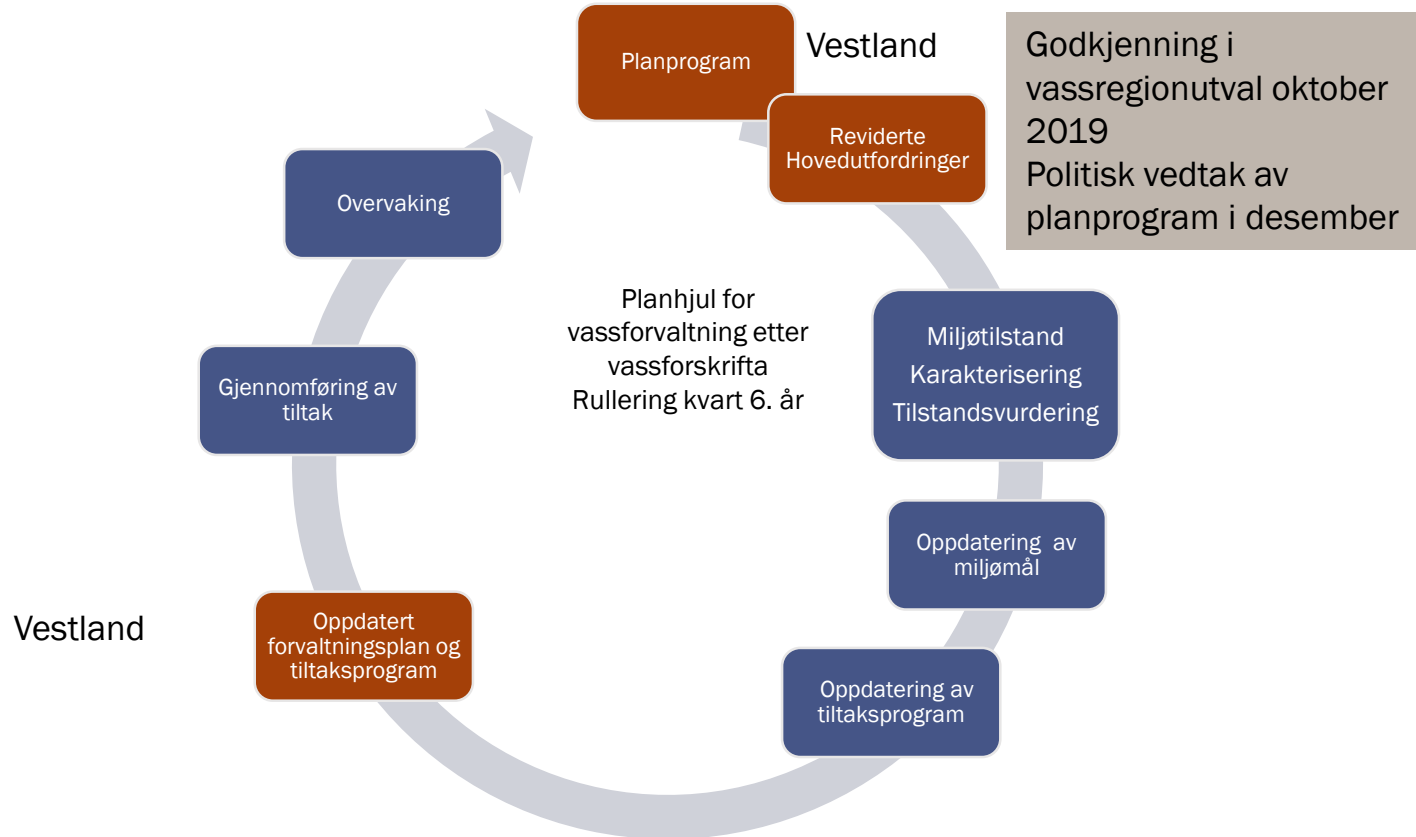 Planprogram
Vestland
Reviderte
Hovedutfordringer
Godkjenning i
vassregionutval oktober
2019
Politisk vedtak av
planprogram i desember
Overvaking
Planhjul for
vassforvaltning etter
vassforskrifta
Rullering kvart 6. år
Miljøtilstand
Karakterisering
Tilstandsvurdering
Gjennomføring av
tiltak
Oppdatering av
miljømål
Vestland
Oppdatert
forvaltningsplan og
tiltaksprogram
Oppdatering av
tiltaksprogram